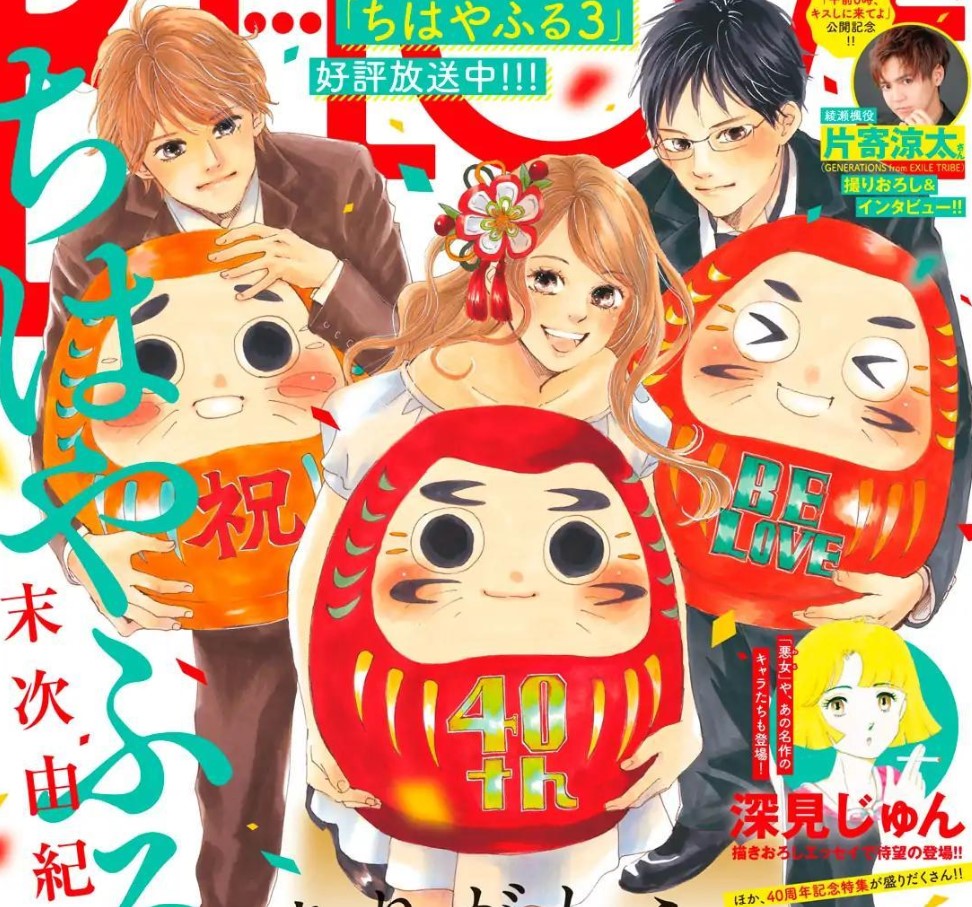 「ちはやふる3」
好評放送中!!!
「午前0時、
キスしに来てよ」
公開記念
!!
綾瀬楓役
片寄涼太さん
(GENERATIONS from EXILE TRIBE)
撮りおろし&
インタビュー!!
ちはやふる
末次由紀
祝
BE
LOVE
40
th
「悪女」や、あの名作の
キャラたちも登場!
深見じゅん
描きおろしエッセイで待望の登場!!
ほか、40周年記念特集が盛りだくさん!!